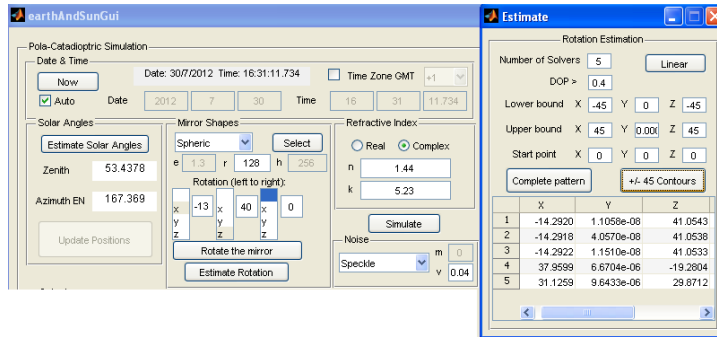 earthAndSunGui
Pola-Catadioptric Simulation
Date & Time
Now Date: 30/7/2012 Time: 16:31:11.734 Time Zone GMT +1
Auto Date 2012 7 30 Time 16 31 11.734
Solar Angles
Estimate Solar Angles
Zenith 53.4378
Azimuth EN 167.369
Update Positions
Mirror Shapes
Spheric Select
e 1.3 r 128 h 256
Rotation (left to right):
x -13 x 40 x 0
y y y
z z z
Rotate the mirror
Estimate Rotation
Refractive Index
Real Complex
n 1.44
k 5.23
Simulate
Noise
Speckle m 0
v 0.04
Estimate
Rotation Estimation
Number of Solvers 5 Linear
DOP > 0.4
Lower bound X -45 Y 0 Z -45
Upper bound X 45 Y 0.000 Z 45
Start point X 0 Y 0 Z 0
Complete pattern +/- 45 Contours
X Y Z
1 -14.2920 1.1058e-08 41.0543
2 -14.2918 4.0570e-08 41.0538
3 -14.2922 1.1510e-08 41.0533
4 37.9599 6.6704e-06 -19.2804
5 31.1259 9.6433e-06 29.8712